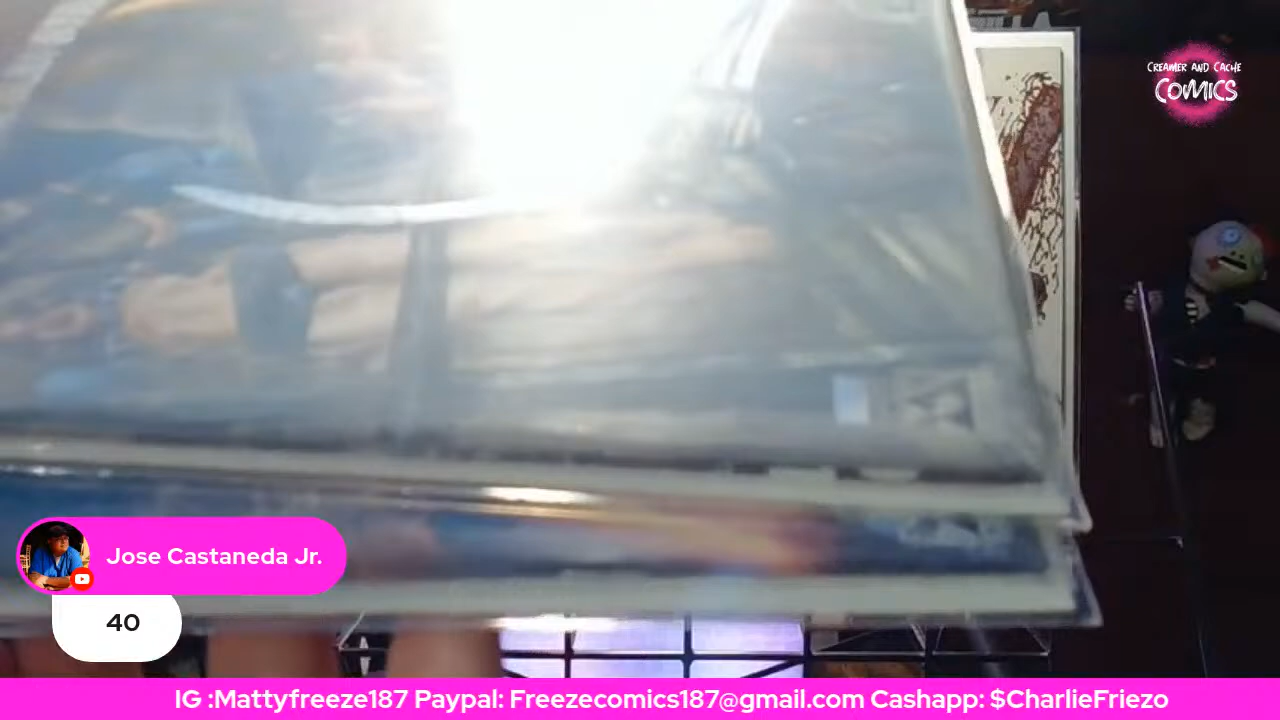 CREAMER AND CACHE
COMICS
Jose Castaneda Jr.
40
IG :Mattyfreeze187 Paypal: Freezecomics187@gmail.com Cashapp: $CharlieFriezo